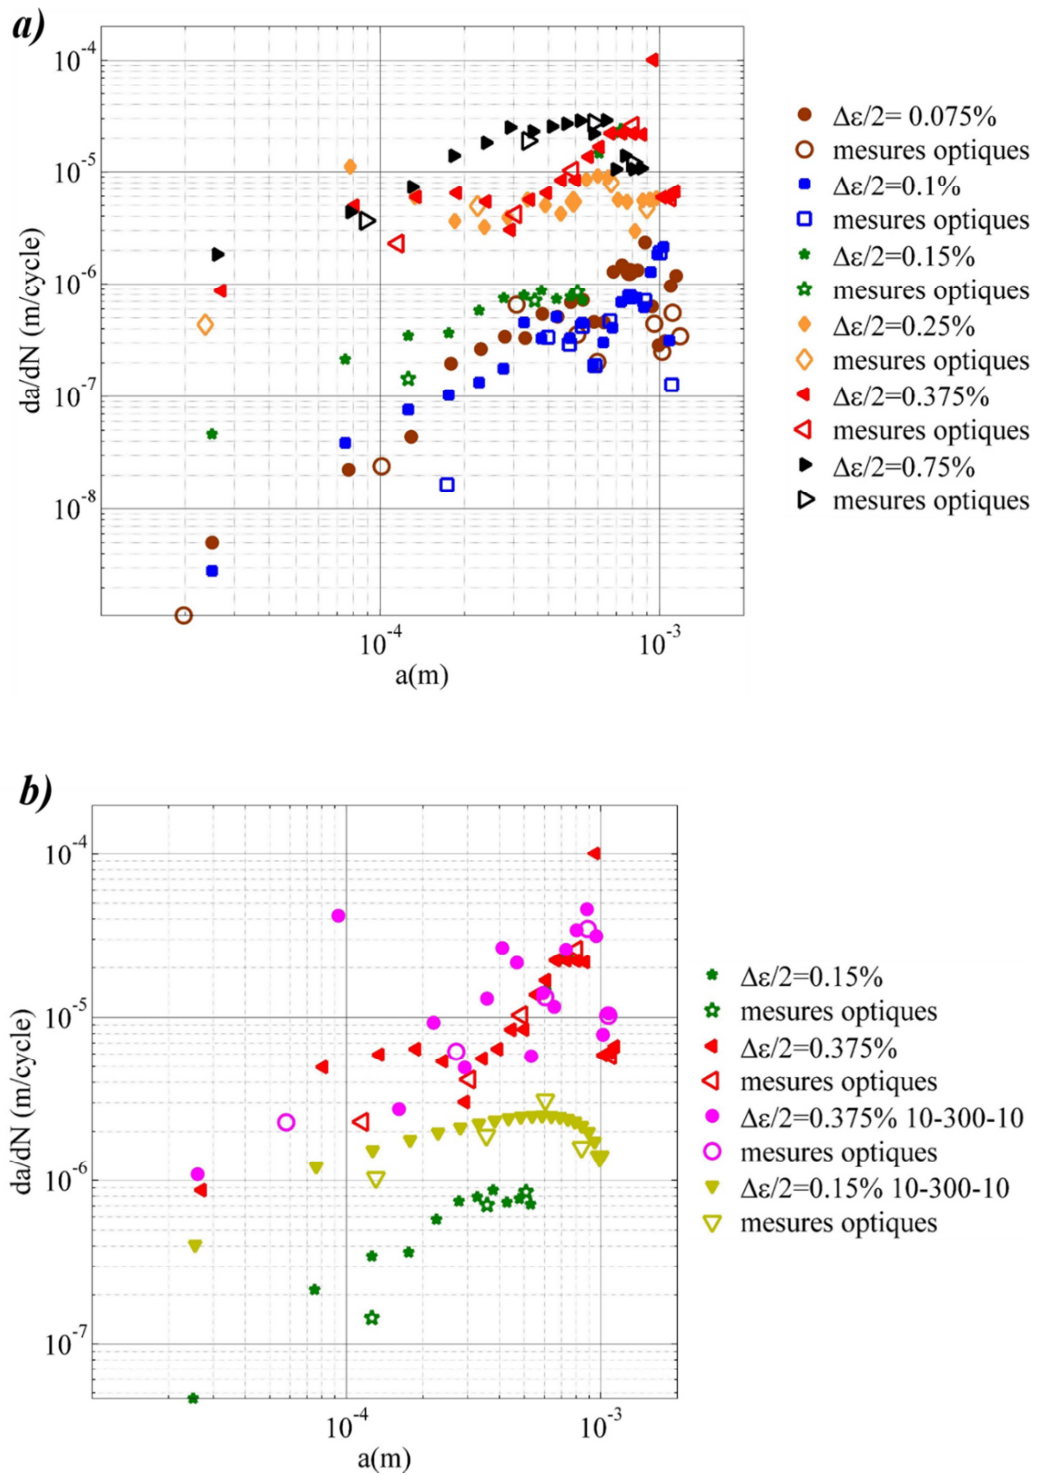 a)
10⁻⁴
10⁻⁵
10⁻⁶
10⁻⁷
10⁻⁸
da/dN (m/cycle)
10⁻⁴
10⁻³
a(m)
Δε/2= 0.075%
mesures optiques
Δε/2=0.1%
mesures optiques
Δε/2=0.15%
mesures optiques
Δε/2=0.25%
mesures optiques
Δε/2=0.375%
mesures optiques
Δε/2=0.75%
mesures optiques
b)
10⁻⁴
10⁻⁵
10⁻⁶
10⁻⁷
da/dN (m/cycle)
10⁻⁴
10⁻³
a(m)
Δε/2=0.15%
mesures optiques
Δε/2=0.375%
mesures optiques
Δε/2=0.375% 10-300-10
mesures optiques
Δε/2=0.15% 10-300-10
mesures optiques